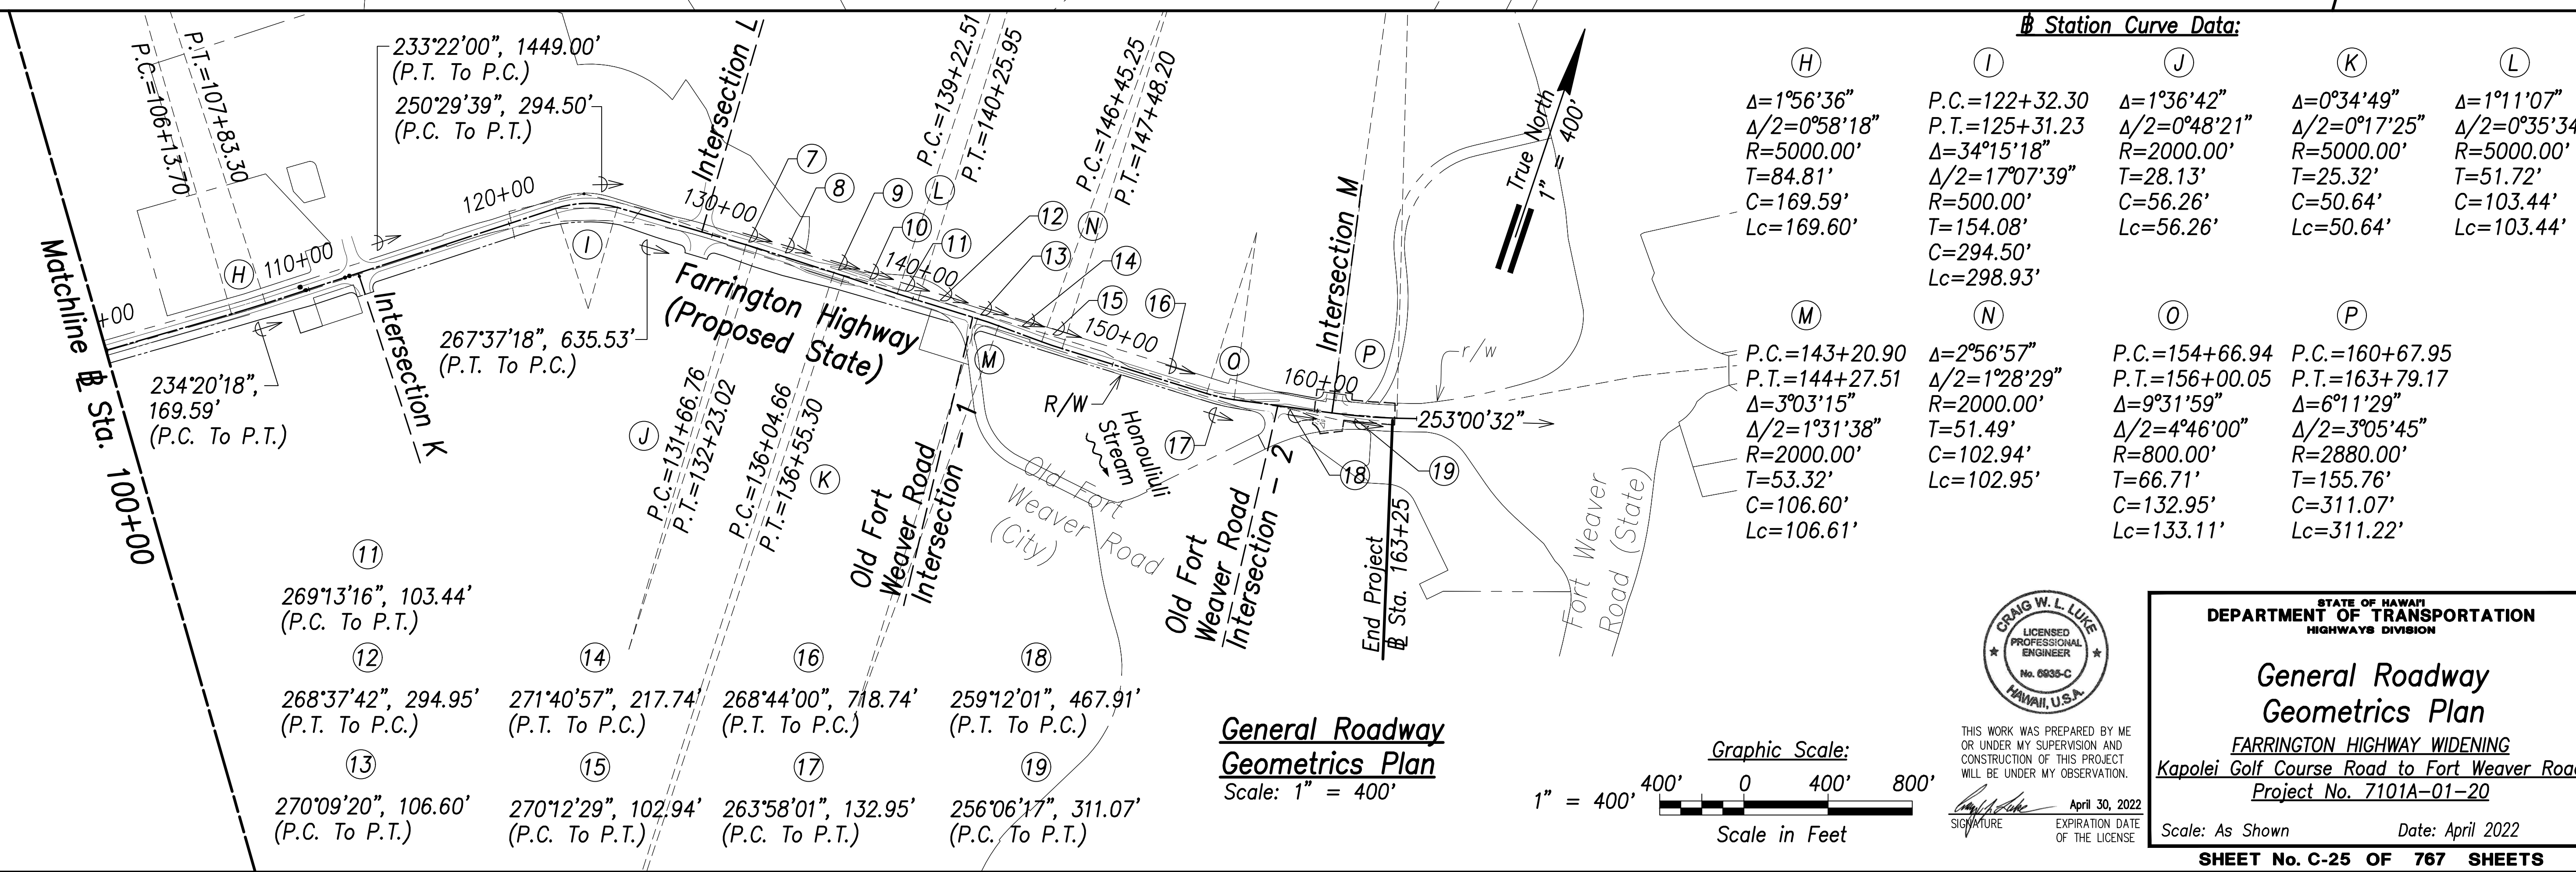 P.C.=106+13.70
P.T.=107+83.30
233°22'00", 1449.00'
(P.T. To P.C.)
250°29'39", 294.50'
(P.C. To P.T.)
Intersection L
P.C.=139+22.51
P.T.=140+25.95
P.C.=146+45.25
P.T.=147+48.20
True North
1" = 400'
Matchline ꓐ Sta. 100+00
+00
H
110+00
120+00
I
130+00
7
8
9
L
10
11
140+00
12
N
13
14
15
150+00
16
O
Intersection M
P
160+00
r/w
253°00'32"
234°20'18",
169.59'
(P.C. To P.T.)
Intersection K
267°37'18", 635.53'
(P.T. To P.C.)
Farrington Highway
(Proposed State)
M
R/W
Honouliuli
Stream
17
18
19
J
P.C.=131+66.76
P.T.=132+23.02
P.C.=136+04.66
P.T.=136+55.30
K
Old Fort
Weaver Road
Intersection - 1
Old Fort
Weaver Road
(City)
Old Fort
Weaver Road
Intersection - 2
End Project
Sta. 163+25
Fort Weaver
Road (State)
11
269°13'16", 103.44'
(P.C. To P.T.)
12
268°37'42", 294.95'
(P.T. To P.C.)
13
270°09'20", 106.60'
(P.C. To P.T.)
14
271°40'57", 217.74'
(P.T. To P.C.)
15
270°12'29", 102.94'
(P.C. To P.T.)
16
268°44'00", 718.74'
(P.T. To P.C.)
17
263°58'01", 132.95'
(P.C. To P.T.)
18
259°12'01", 467.91'
(P.T. To P.C.)
19
256°06'17", 311.07'
(P.C. To P.T.)
General Roadway
Geometrics Plan
Scale: 1" = 400'
Graphic Scale:
1" = 400'
400' 0 400' 800'
Scale in Feet
Station Curve Data:
H
Δ=1°56'36"
Δ/2=0°58'18"
R=5000.00'
T=84.81'
C=169.59'
Lc=169.60'
I
P.C.=122+32.30
P.T.=125+31.23
Δ=34°15'18"
Δ/2=17°07'39"
R=500.00'
T=154.08'
C=294.50'
Lc=298.93'
J
Δ=1°36'42"
Δ/2=0°48'21"
R=2000.00'
T=28.13'
C=56.26'
Lc=56.26'
K
Δ=0°34'49"
Δ/2=0°17'25"
R=5000.00'
T=25.32'
C=50.64'
Lc=50.64'
L
Δ=1°11'07"
Δ/2=0°35'34
R=5000.00'
T=51.72'
C=103.44'
Lc=103.44'
M
P.C.=143+20.90
P.T.=144+27.51
Δ=3°03'15"
Δ/2=1°31'38"
R=2000.00'
T=53.32'
C=106.60'
Lc=106.61'
N
Δ=2°56'57"
Δ/2=1°28'29"
R=2000.00'
T=51.49'
C=102.94'
Lc=102.95'
O
P.C.=154+66.94
P.T.=156+00.05
Δ=9°31'59"
Δ/2=4°46'00"
R=800.00'
T=66.71'
C=132.95'
Lc=133.11'
P
P.C.=160+67.95
P.T.=163+79.17
Δ=6°11'29"
Δ/2=3°05'45"
R=2880.00'
T=155.76'
C=311.07'
Lc=311.22'
CRAIG W. L. LUKE
LICENSED
PROFESSIONAL
ENGINEER
No. 6935-C
HAWAII, U.S.A.
THIS WORK WAS PREPARED BY ME
OR UNDER MY SUPERVISION AND
CONSTRUCTION OF THIS PROJECT
WILL BE UNDER MY OBSERVATION.
April 30, 2022
SIGNATURE
EXPIRATION DATE
OF THE LICENSE
STATE OF HAWAI'I
DEPARTMENT OF TRANSPORTATION
HIGHWAYS DIVISION
General Roadway
Geometrics Plan
FARRINGTON HIGHWAY WIDENING
Kapolei Golf Course Road to Fort Weaver Road
Project No. 7101A-01-20
Scale: As Shown Date: April 2022
SHEET No. C-25 OF 767 SHEETS